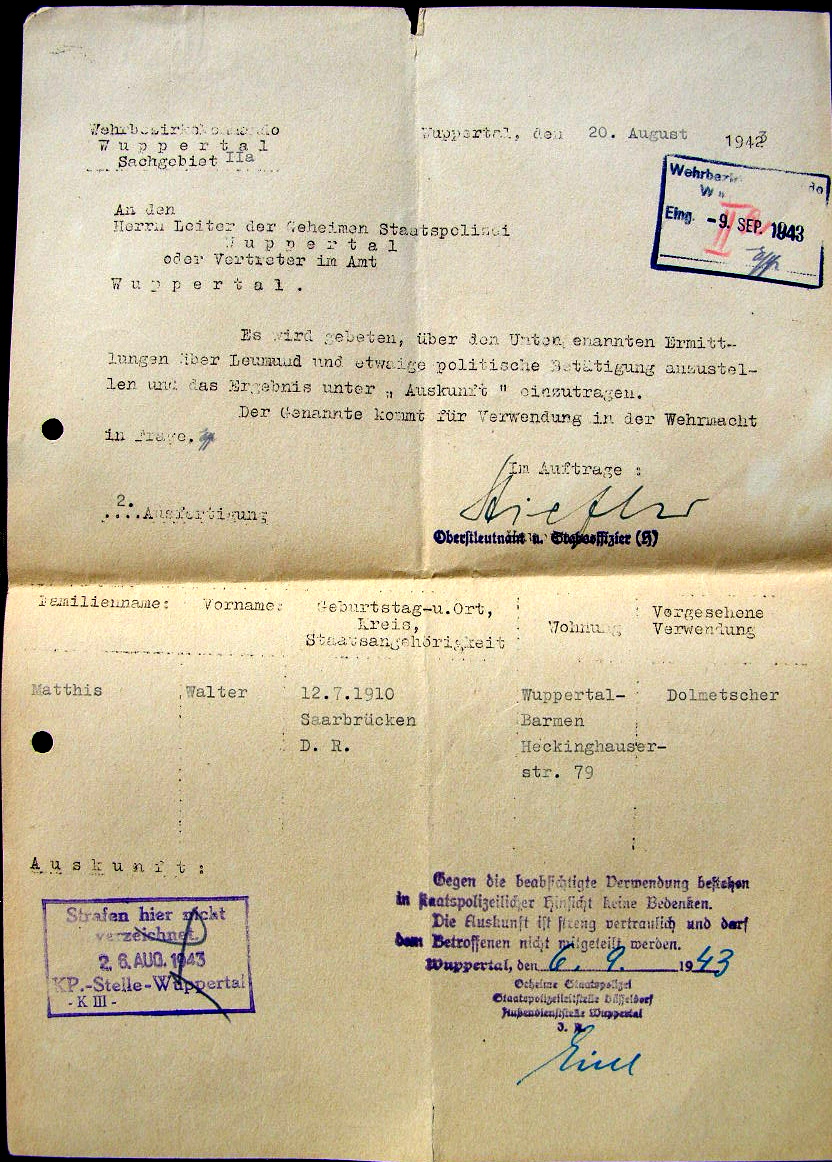 Wehrbezirkskommando
Wuppertal
Sachgebiet IIa
Wuppertal, den 20. August 1943
Wehrbezi do
W
Eing. -9. SEP. 1943
II
An den
Herrn Leiter der Geheimen Staatspolizei
Wuppertal
oder Vertreter im Amt
Wuppertal.
Es wird gebeten, über den Untengenannten Ermitt-
lungen über Leumund und etwaige politische Betätigung anzustel-
len und das Ergebnis unter „ Auskunft " einzutragen.
Der Genannte kommt für Verwendung in der Wehrmacht
in Frage.
Im Auftrage :
2.
....Ausfertigung
Oberstleutnant u. Stabsoffizier (H)
Familienname: Vorname: Geburtstag-u.Ort, Kreis, Staatsangehörigkeit Wohnung Vorgesehene Verwendung
Matthis Walter 12.7.1910 Wuppertal- Dolmetscher
Saarbrücken Barmen
D. R. Heckinghauser-
str. 79
Auskunft:
Strafen hier nicht
verzeichnet.
2 6. AUG. 1943
KP.-Stelle-Wuppertal
- K III -
Gegen die beabsichtigte Verwendung bestehen
in staatspolizeilicher Hinsicht keine Bedenken.
Die Auskunft ist streng vertraulich und darf
dem Betroffenen nicht mitgeteilt werden.
Wuppertal, den 6. 9. 1943
Geheime Staatspolizei
Staatspolizeileitstelle Düsseldorf
Außendienststelle Wuppertal
J. A.